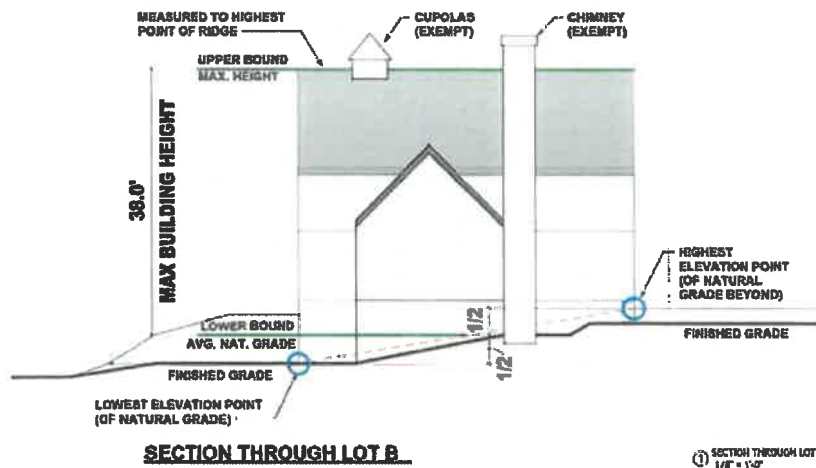 MEASURED TO HIGHEST
POINT OF RIDGE
CUPOLAS
(EXEMPT)
CHIMNEY
(EXEMPT)
UPPER BOUND
MAX. HEIGHT
38.0'
MAX BUILDING HEIGHT
HIGHEST
ELEVATION POINT
(OF NATURAL
GRADE BEYOND)
LOWER BOUND
AVG. NAT. GRADE
1/2
1/2'
FINISHED GRADE
FINISHED GRADE
LOWEST ELEVATION POINT
(OF NATURAL GRADE)
SECTION THROUGH LOT B
1 SECTION THROUGH LOT